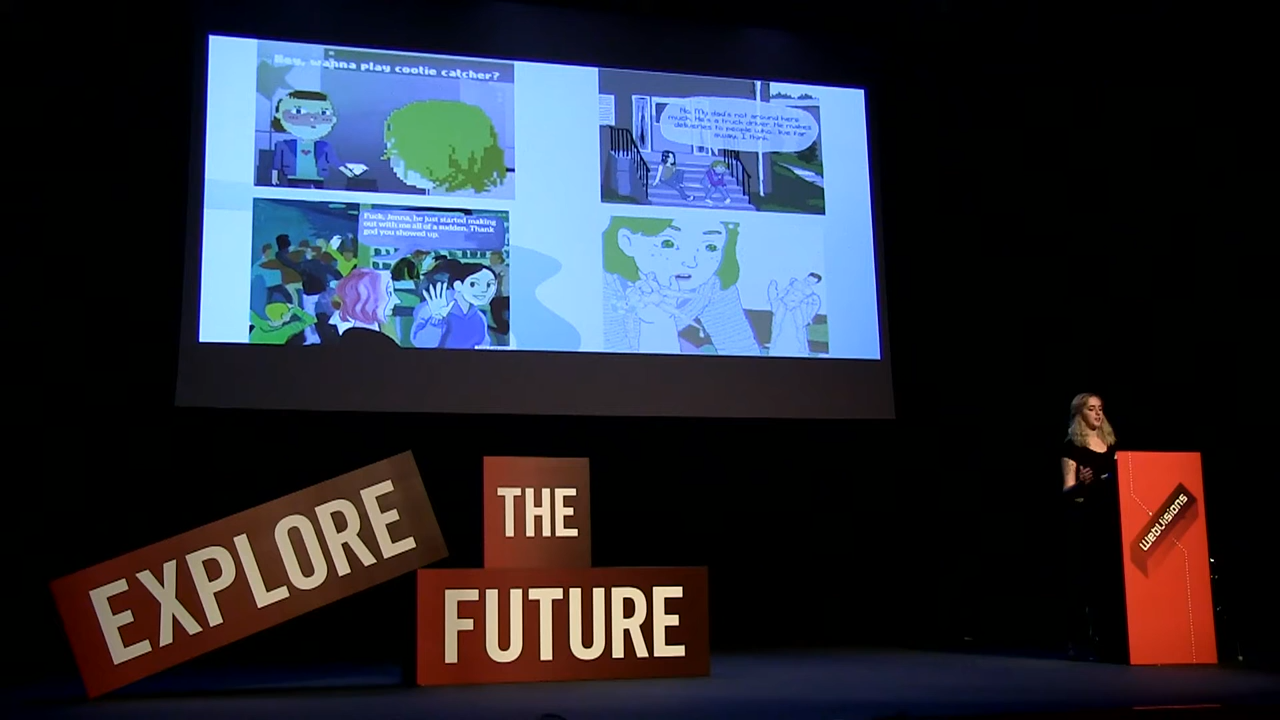 Hey, wanna play cootie catcher?
No. My dad's not around here
much. He's a truck driver. He makes
deliveries to people who live far
away, I think.
Fuck, Jenna, he just started making
out with me all of a sudden. Thank
god you showed up.
EXPLORE
THE
FUTURE
WebVisions